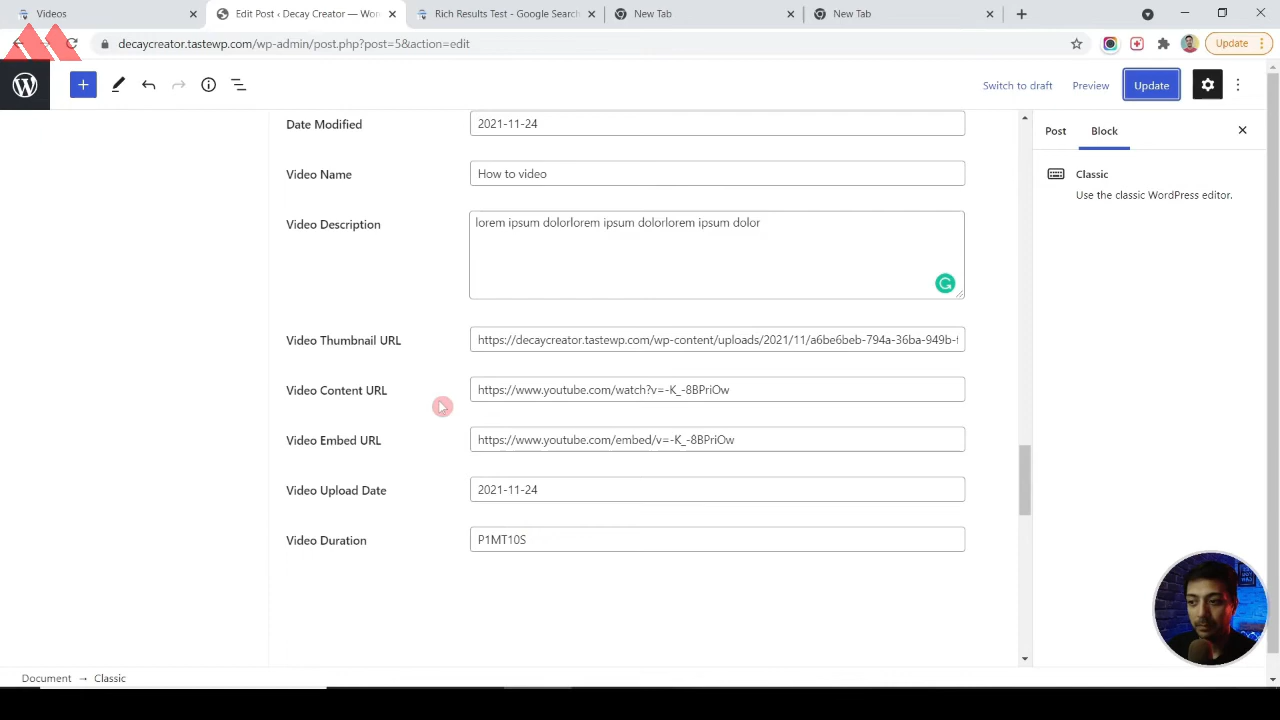 Videos
Edit Post ‹ Decay Creator — Wor
Rich Results Test - Google Search
New Tab
New Tab
decaycreator.tastewp.com/wp-admin/post.php?post=5&action=edit
Update
Switch to draft
Preview
Update
Date Modified
2021-11-24
Post
Block
Video Name
How to video
Classic
Use the classic WordPress editor.
Video Description
lorem ipsum dolorlorem ipsum dolorlorem ipsum dolor
Video Thumbnail URL
https://decaycreator.tastewp.com/wp-content/uploads/2021/11/a6be6beb-794a-36ba-949b-f
Video Content URL
https://www.youtube.com/watch?v=-K_-8BPriOw
Video Embed URL
https://www.youtube.com/embed/v=-K_-8BPriOw
Video Upload Date
2021-11-24
Video Duration
P1MT10S
Document → Classic